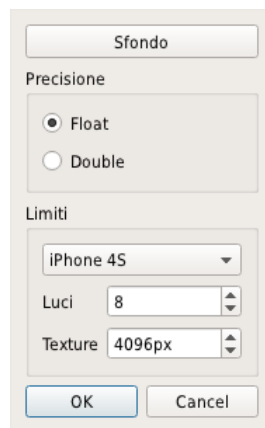 Sfondo
Precisione
Float
Double
Limiti
iPhone 4S
Luci 8
Texture 4096px
OK Cancel